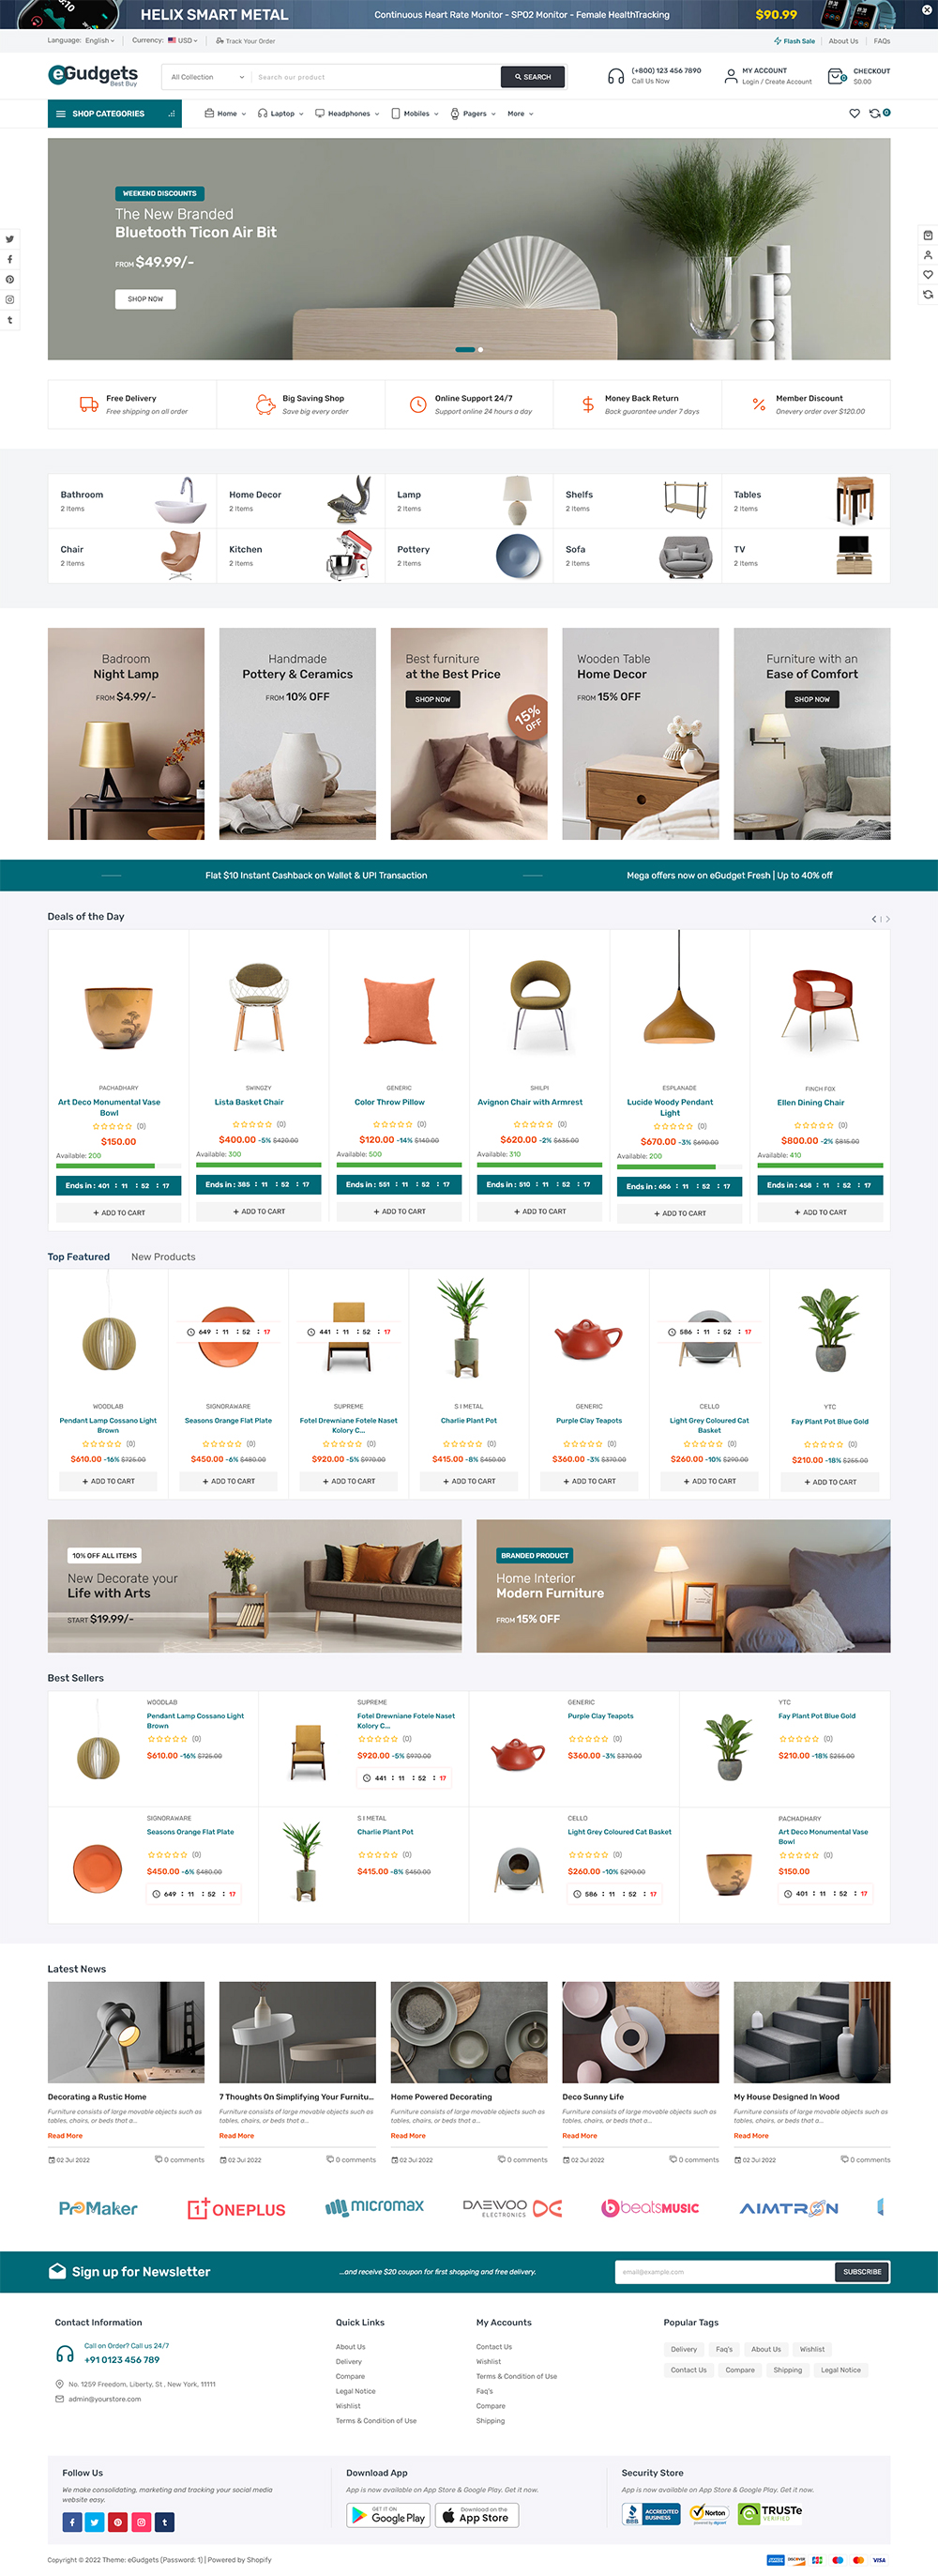 HELIX SMART METAL
Continuous Heart Rate Monitor - SPO2 Monitor - Female HealthTracking
$90.99
Language: English
Currency: USD
Track Your Order
Flash Sale
About Us
FAQs
eGudgets
Best Buy
All Collection
Search our product
SEARCH
(+800) 123 456 7890
Call Us Now
MY ACCOUNT
Login / Create Account
0
CHECKOUT
$0.00
SHOP CATEGORIES
Home
Laptop
Headphones
Mobiles
Pagers
More
0
WEEKEND DISCOUNTS
The New Branded
Bluetooth Ticon Air Bit
FROM $49.99/-
SHOP NOW
Free Delivery
Free shipping on all order
Big Saving Shop
Save big every order
Online Support 24/7
Support online 24 hours a day
Money Back Return
Back guarantee under 7 days
Member Discount
Onevery order over $120.00
Bathroom
2 Items
Home Decor
2 Items
Lamp
2 Items
Shelfs
2 Items
Tables
2 Items
Chair
2 Items
Kitchen
2 Items
Pottery
2 Items
Sofa
2 Items
TV
2 Items
Badroom
Night Lamp
FROM $4.99/-
Handmade
Pottery & Ceramics
FROM 10% OFF
Best furniture
at the Best Price
SHOP NOW
15%
OFF
Wooden Table
Home Decor
FROM 15% OFF
Furniture with an
Ease of Comfort
SHOP NOW
Flat $10 Instant Cashback on Wallet & UPI Transaction
Mega offers now on eGudget Fresh | Up to 40% off
Deals of the Day
PACHADHARY
Art Deco Monumental Vase
Bowl
(0)
$150.00
Available: 200
Ends in : 401 : 11 : 52 : 17
+ ADD TO CART
SWINGZY
Lista Basket Chair
(0)
$400.00 -5% $420.00
Available: 300
Ends in : 385 : 11 : 52 : 17
+ ADD TO CART
GENERIC
Color Throw Pillow
(0)
$120.00 -14% $140.00
Available: 500
Ends in : 551 : 11 : 52 : 17
+ ADD TO CART
SHILPI
Avignon Chair with Armrest
(0)
$620.00 -2% $635.00
Available: 310
Ends in : 510 : 11 : 52 : 17
+ ADD TO CART
ESPLANADE
Lucide Woody Pendant
Light
(0)
$670.00 -3% $690.00
Available: 200
Ends in : 656 : 11 : 52 : 17
+ ADD TO CART
FINCH FOX
Ellen Dining Chair
(0)
$800.00 -2% $815.00
Available: 410
Ends in : 458 : 11 : 52 : 17
+ ADD TO CART
Top Featured
New Products
WOODLAB
Pendant Lamp Cossano Light
Brown
(0)
$610.00 -16% $725.00
+ ADD TO CART
649 : 11 : 52 : 17
SIGNORAWARE
Seasons Orange Flat Plate
(0)
$450.00 -6% $480.00
+ ADD TO CART
441 : 11 : 52 : 17
SUPREME
Fotel Drewniane Fotele Naset
Kolory C...
(0)
$920.00 -5% $970.00
+ ADD TO CART
S I METAL
Charlie Plant Pot
(0)
$415.00 -8% $450.00
+ ADD TO CART
GENERIC
Purple Clay Teapots
(0)
$360.00 -3% $370.00
+ ADD TO CART
586 : 11 : 52 : 17
CELLO
Light Grey Coloured Cat
Basket
(0)
$260.00 -10% $290.00
+ ADD TO CART
YTC
Fay Plant Pot Blue Gold
(0)
$210.00 -18% $255.00
+ ADD TO CART
10% OFF ALL ITEMS
New Decorate your
Life with Arts
START $19.99/-
BRANDED PRODUCT
Home Interior
Modern Furniture
FROM 15% OFF
Best Sellers
WOODLAB
Pendant Lamp Cossano Light
Brown
(0)
$610.00 -16% $725.00
SUPREME
Fotel Drewniane Fotele Naset
Kolory C...
(0)
$920.00 -5% $970.00
441 : 11 : 52 : 17
GENERIC
Purple Clay Teapots
(0)
$360.00 -3% $370.00
YTC
Fay Plant Pot Blue Gold
(0)
$210.00 -18% $255.00
SIGNORAWARE
Seasons Orange Flat Plate
(0)
$450.00 -6% $480.00
649 : 11 : 52 : 17
S I METAL
Charlie Plant Pot
(0)
$415.00 -8% $450.00
CELLO
Light Grey Coloured Cat Basket
(0)
$260.00 -10% $290.00
586 : 11 : 52 : 17
PACHADHARY
Art Deco Monumental Vase
Bowl
(0)
$150.00
401 : 11 : 52 : 17
Latest News
Decorating a Rustic Home
Furniture consists of large movable objects such as
tables, chairs, or beds that a...
Read More
02 Jul 2022
0 comments
7 Thoughts On Simplifying Your Furnitu...
Furniture consists of large movable objects such as
tables, chairs, or beds that a...
Read More
02 Jul 2022
0 comments
Home Powered Decorating
Furniture consists of large movable objects such as
tables, chairs, or beds that a...
Read More
02 Jul 2022
0 comments
Deco Sunny Life
Furniture consists of large movable objects such as
tables, chairs, or beds that a...
Read More
02 Jul 2022
0 comments
My House Designed In Wood
Furniture consists of large movable objects such as
tables, chairs, or beds that a...
Read More
02 Jul 2022
0 comments
ProMaker
ONEPLUS
micromax
DAEWOO
ELECTRONICS
beatsMUSIC
AIMTRON
Sign up for Newsletter
...and receive $20 coupon for first shopping and free delivery.
email@example.com
SUBSCRIBE
Contact Information
Call on Order? Call us 24/7
+91 0123 456 789
No. 1259 Freedom, Liberty, St , New York, 11111
admin@yourstore.com
Quick Links
About Us
Delivery
Compare
Legal Notice
Wishlist
Terms & Condition of Use
My Accounts
Contact Us
Wishlist
Terms & Condition of Use
Faq's
Compare
Shipping
Popular Tags
Delivery
Faq's
About Us
Wishlist
Contact Us
Compare
Shipping
Legal Notice
Follow Us
We make consolidating, marketing and tracking your social media
website easy.
Download App
App is now available on App Store & Google Play. Get it now.
GET IT ON
Google Play
Download on the
App Store
Security Store
App is now available on App Store & Google Play. Get it now.
BBB
ACCREDITED
BUSINESS
Norton
powered by digicert
TRUSTe
VERIFIED
Copyright © 2022 Theme: eGudgets (Password: 1) | Powered by Shopify
DISCOVER
VISA